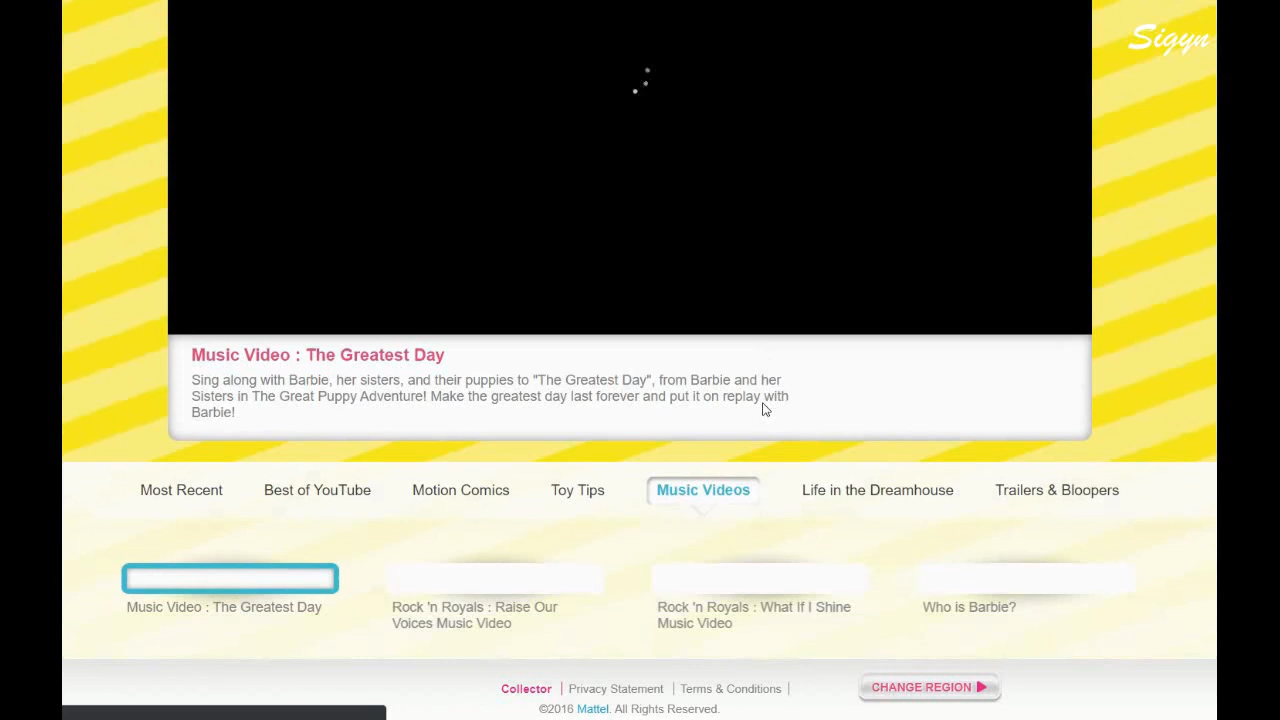 Sigyn
Music Video : The Greatest Day
Sing along with Barbie, her sisters, and their puppies to "The Greatest Day", from Barbie and her
Sisters in The Great Puppy Adventure! Make the greatest day last forever and put it on replay with
Barbie!
Most Recent
Best of YouTube
Motion Comics
Toy Tips
Music Videos
Life in the Dreamhouse
Trailers & Bloopers
Music Video : The Greatest Day
Rock 'n Royals : Raise Our
Voices Music Video
Rock 'n Royals : What If I Shine
Music Video
Who is Barbie?
Collector | Privacy Statement | Terms & Conditions |
CHANGE REGION
©2016 Mattel. All Rights Reserved.